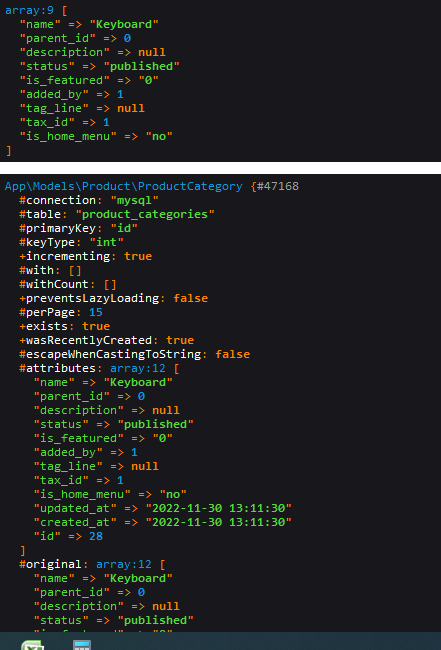 array:9 [
"name" => "Keyboard"
"parent_id" => 0
"description" => null
"status" => "published"
"is_featured" => "0"
"added_by" => 1
"tag_line" => null
"tax_id" => 1
"is_home_menu" => "no"
]
App\Models\Product\ProductCategory {#47168
#connection: "mysql"
#table: "product_categories"
#primaryKey: "id"
#keyType: "int"
+incrementing: true
#with: []
#withCount: []
+preventsLazyLoading: false
#perPage: 15
+exists: true
+wasRecentlyCreated: true
#escapeWhenCastingToString: false
#attributes: array:12 [
"name" => "Keyboard"
"parent_id" => 0
"description" => null
"status" => "published"
"is_featured" => "0"
"added_by" => 1
"tag_line" => null
"tax_id" => 1
"is_home_menu" => "no"
"updated_at" => "2022-11-30 13:11:30"
"created_at" => "2022-11-30 13:11:30"
"id" => 28
]
#original: array:12 [
"name" => "Keyboard"
"parent_id" => 0
"description" => null
"status" => "published"